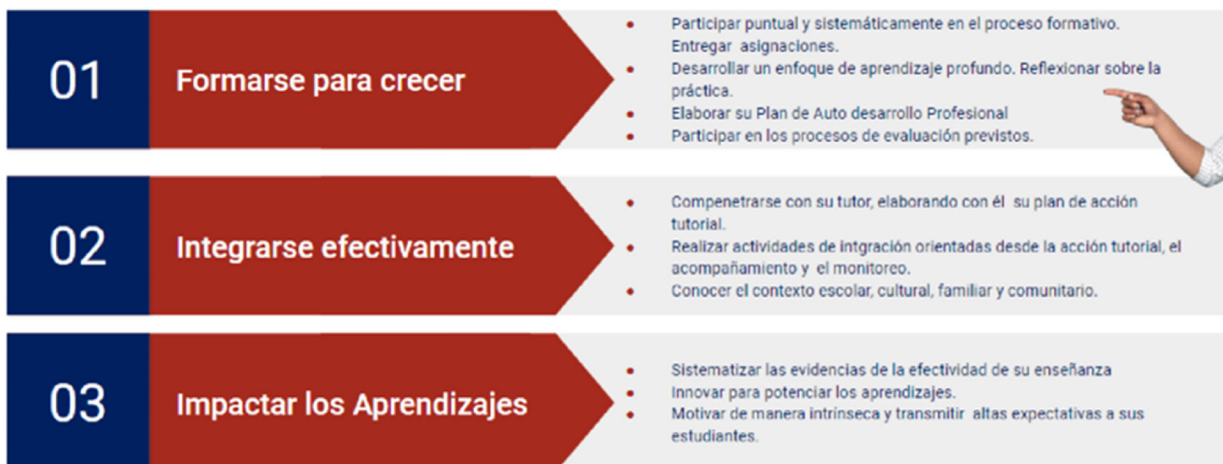 01
Formarse para crecer
• Participar puntual y sistemáticamente en el proceso formativo.
Entregar asignaciones.
• Desarrollar un enfoque de aprendizaje profundo. Reflexionar sobre la
práctica.
• Elaborar su Plan de Auto desarrollo Profesional
• Participar en los procesos de evaluación previstos.
02
Integrarse efectivamente
• Compenetrarse con su tutor, elaborando con él su plan de acción
tutorial.
• Realizar actividades de intgración orientadas desde la acción tutorial, el
acompañamiento y el monitoreo.
• Conocer el contexto escolar, cultural, familiar y comunitario.
03
Impactar los Aprendizajes
• Sistematizar las evidencias de la efectividad de su enseñanza
• Innovar para potenciar los aprendizajes.
• Motivar de manera intrínseca y transmitir altas expectativas a sus
estudiantes.